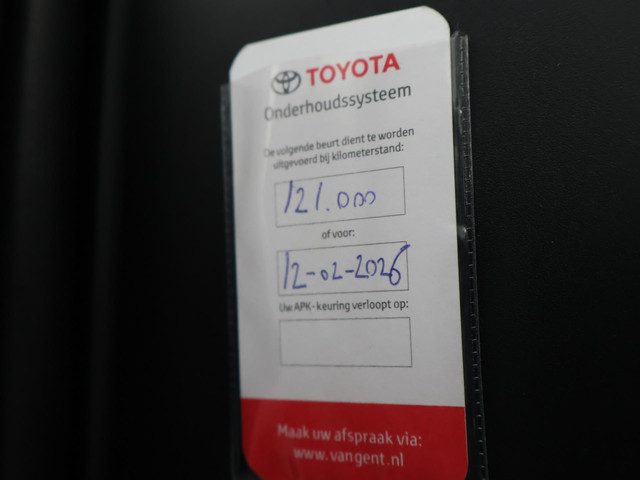 TOYOTA
Onderhoudssysteem
De volgende beurt dient te worden
uitgevoerd bij kilometerstand:
121.000
of voor:
12-02-2026
Uw APK-keuring verloopt op:
Maak uw afspraak via:
www.vangent.nl